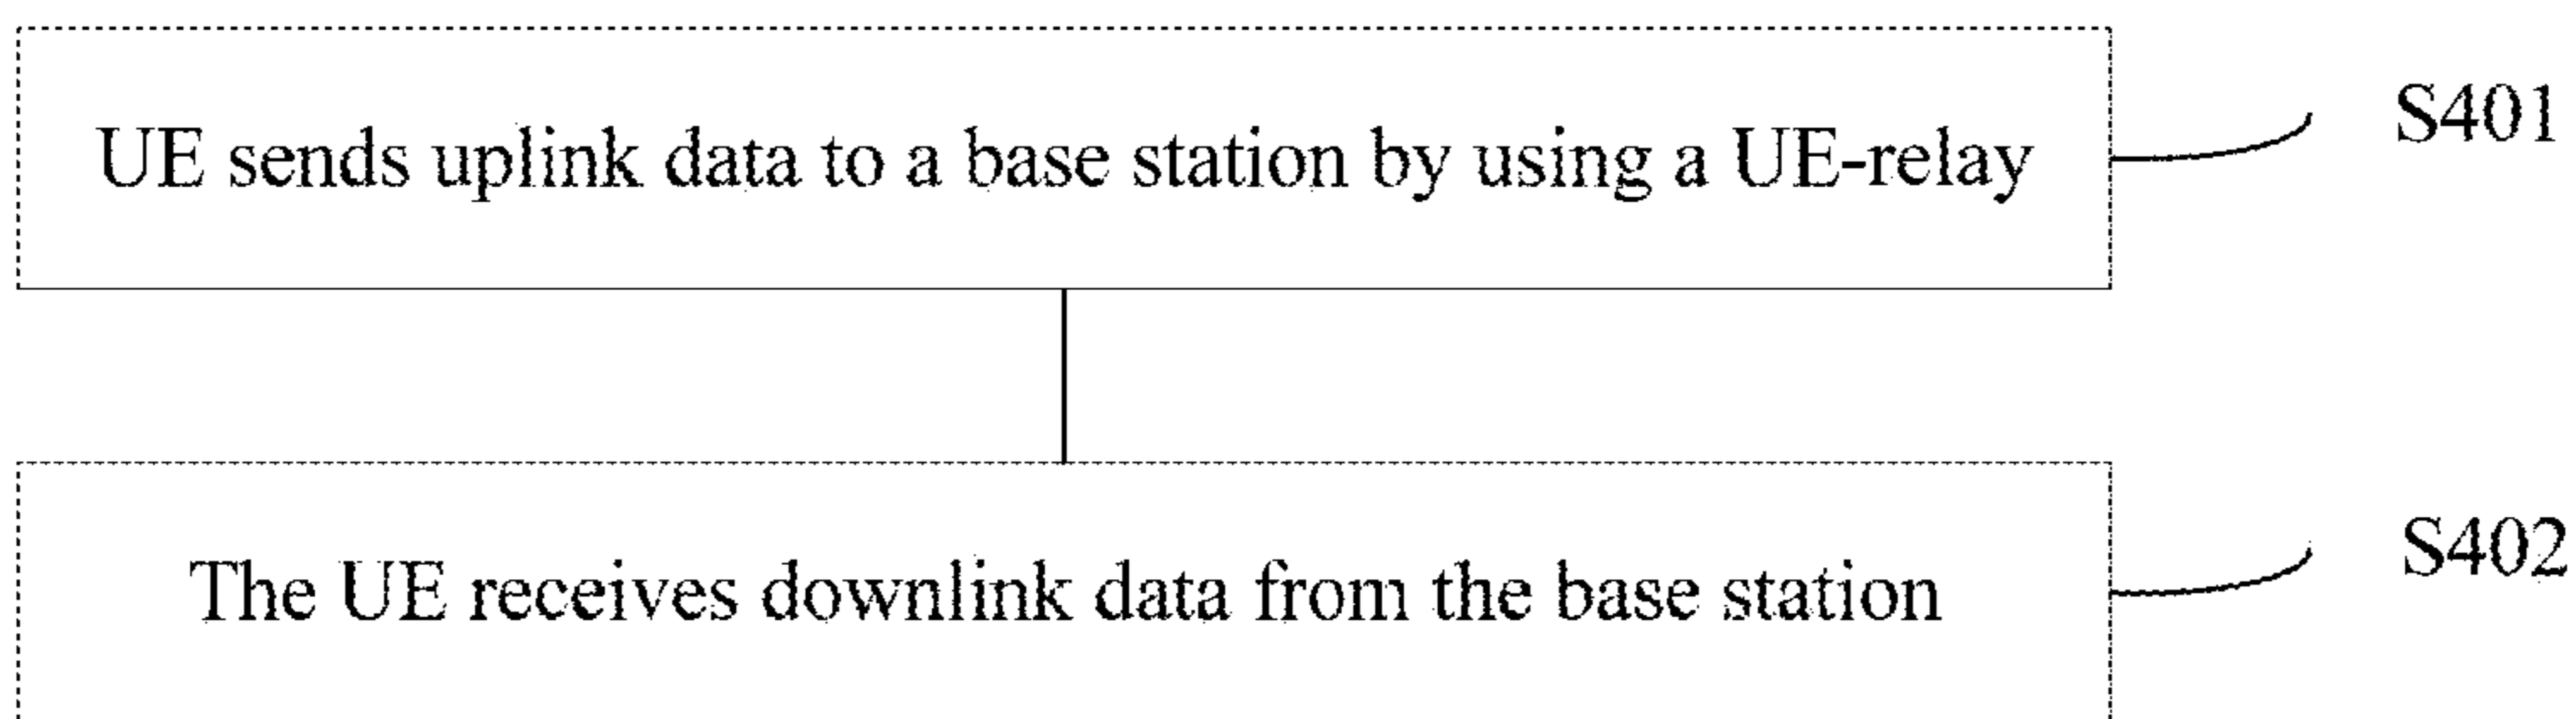 UE sends uplink data to a base station by using a UE-relay
S401
The UE receives downlink data from the base station
S402